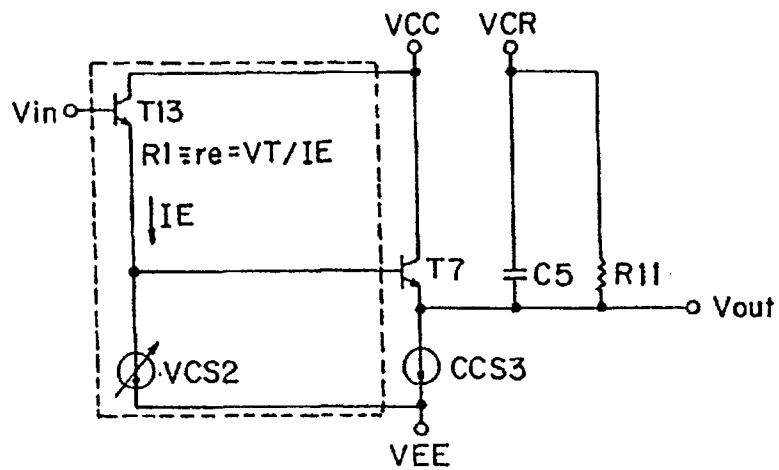 VCC VCR
Vin T13
R1≡re=VT/IE
IE
T7 C5 R11
Vout
VCS2 CCS3
VEE